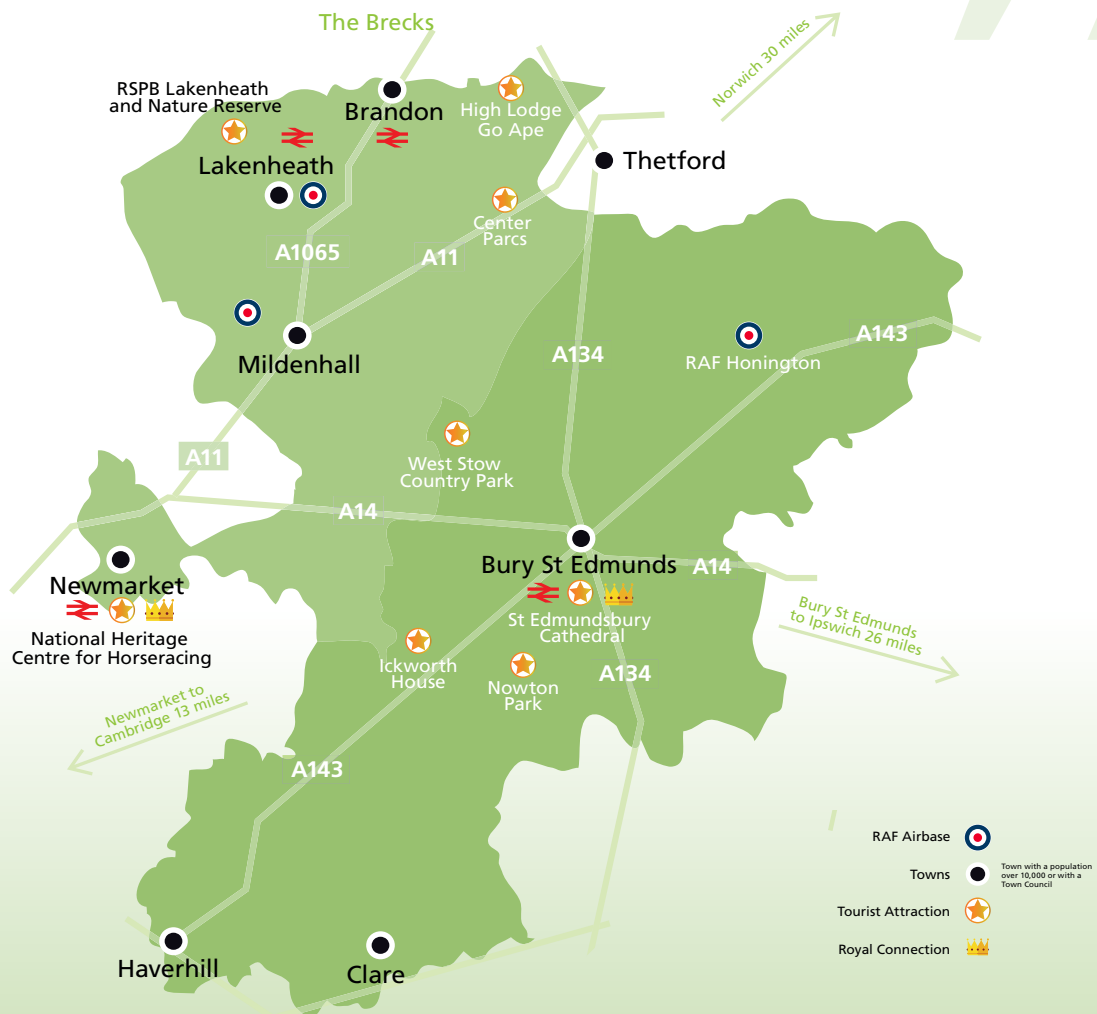 The Brecks
Norwich 30 miles
RSPB Lakenheath
and Nature Reserve
Brandon
High Lodge
Go Ape
Thetford
Lakenheath
Center
Parcs
A1065
A11
Mildenhall
A134
RAF Honington
A143
A11
West Stow
Country Park
A14
Newmarket
Bury St Edmunds
A14
National Heritage
Centre for Horseracing
St Edmundsbury
Cathedral
Bury St Edmunds
to Ipswich 26 miles
Ickworth
House
Nowton
Park
A134
Newmarket to
Cambridge 13 miles
A143
Haverhill
Clare
RAF Airbase
Towns
Town with a population
over 10,000 or with a
Town Council
Tourist Attraction
Royal Connection